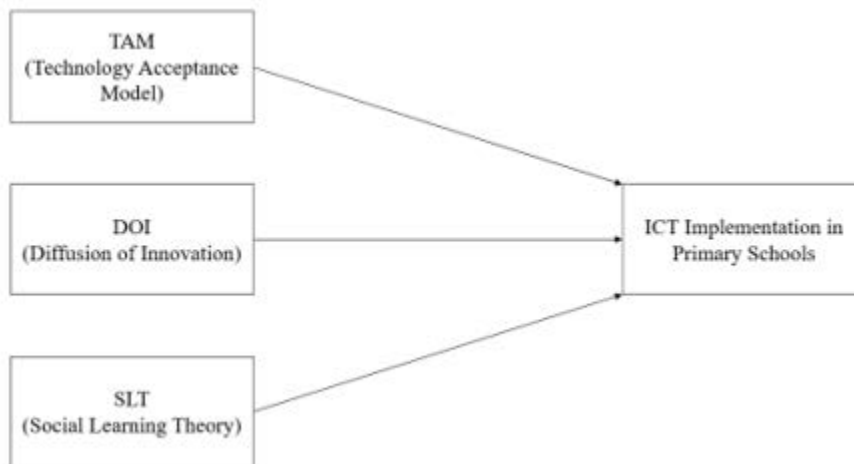 TAM
(Technology Acceptance
Model)
DOI
(Diffusion of Innovation)
SLT
(Social Learning Theory)
ICT Implementation in
Primary Schools